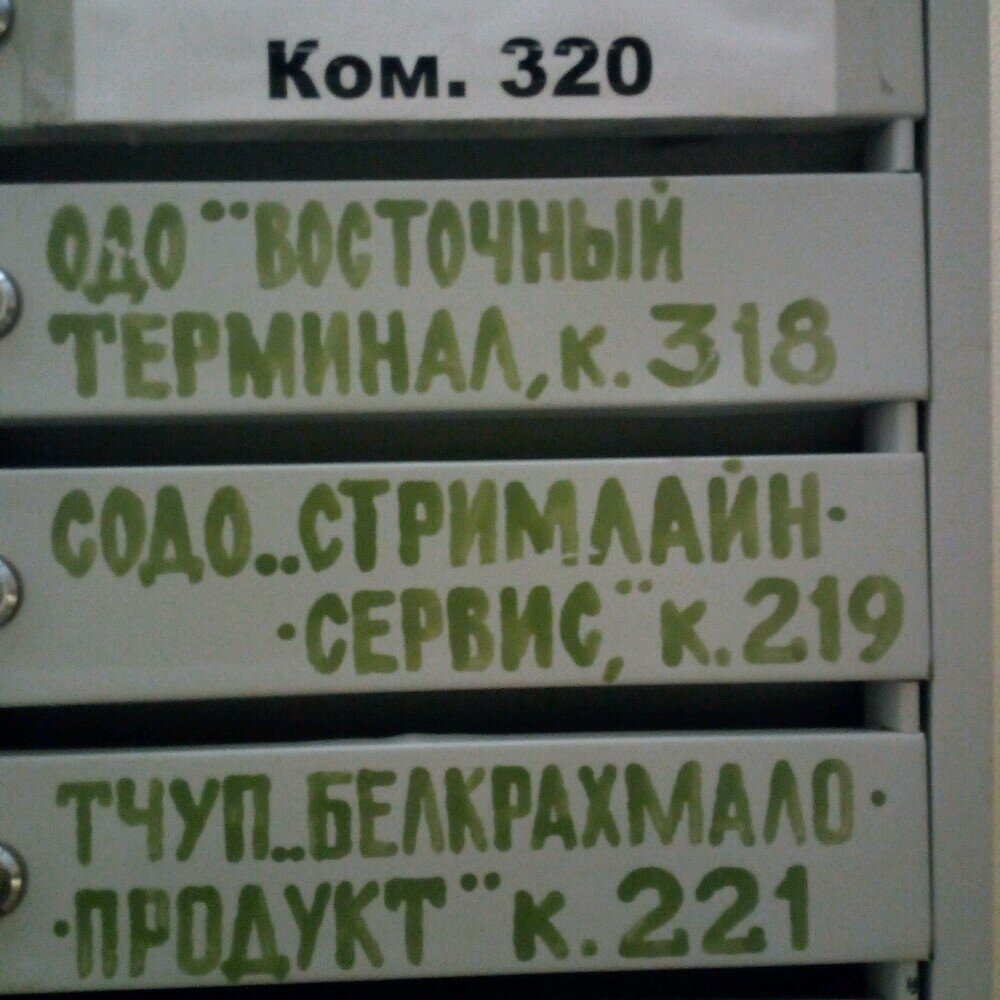 Ком. 320
ОДО "ВОСТОЧНЫЙ
ТЕРМИНАЛ, к. 318
СОДО „СТРИМЛАЙН-
-СЕРВИС," к. 219
ТЧУП „БЕЛКРАХМАЛО-
-ПРОДУКТ" к. 221